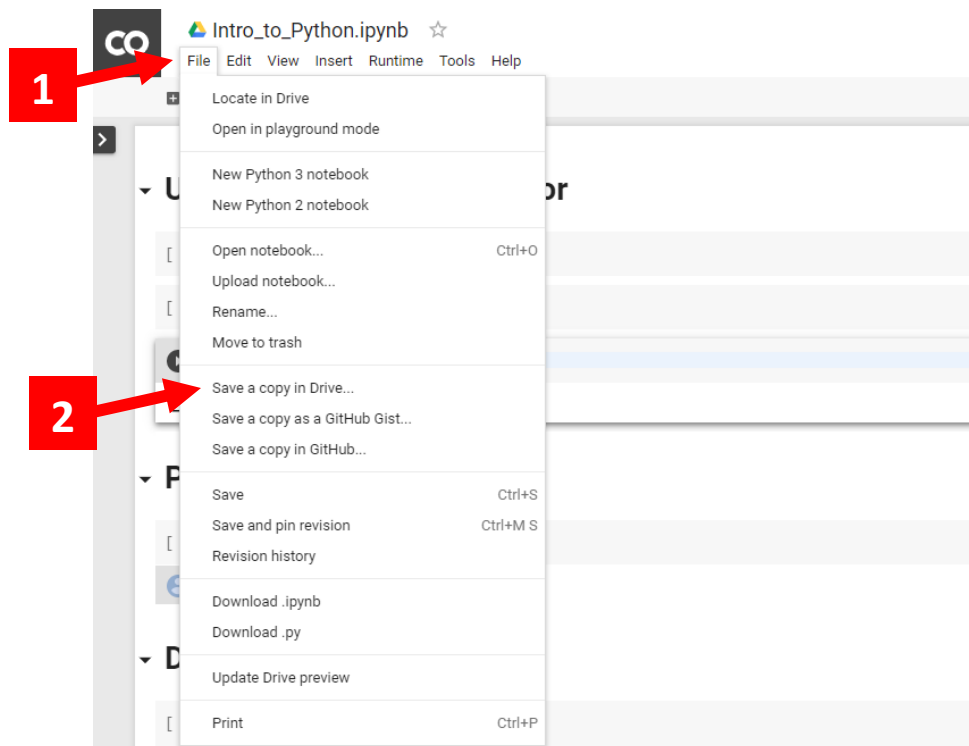 CO
Intro_to_Python.ipynb
File Edit View Insert Runtime Tools Help
1
Locate in Drive
Open in playground mode
New Python 3 notebook
U
or
New Python 2 notebook
[
Open notebook... Ctrl+O
Upload notebook...
[
Rename...
Move to trash
Save a copy in Drive...
2
Save a copy as a GitHub Gist...
Save a copy in GitHub...
P
Save Ctrl+S
Save and pin revision Ctrl+M S
[
Revision history
Download .ipynb
Download .py
D
Update Drive preview
[
Print Ctrl+P